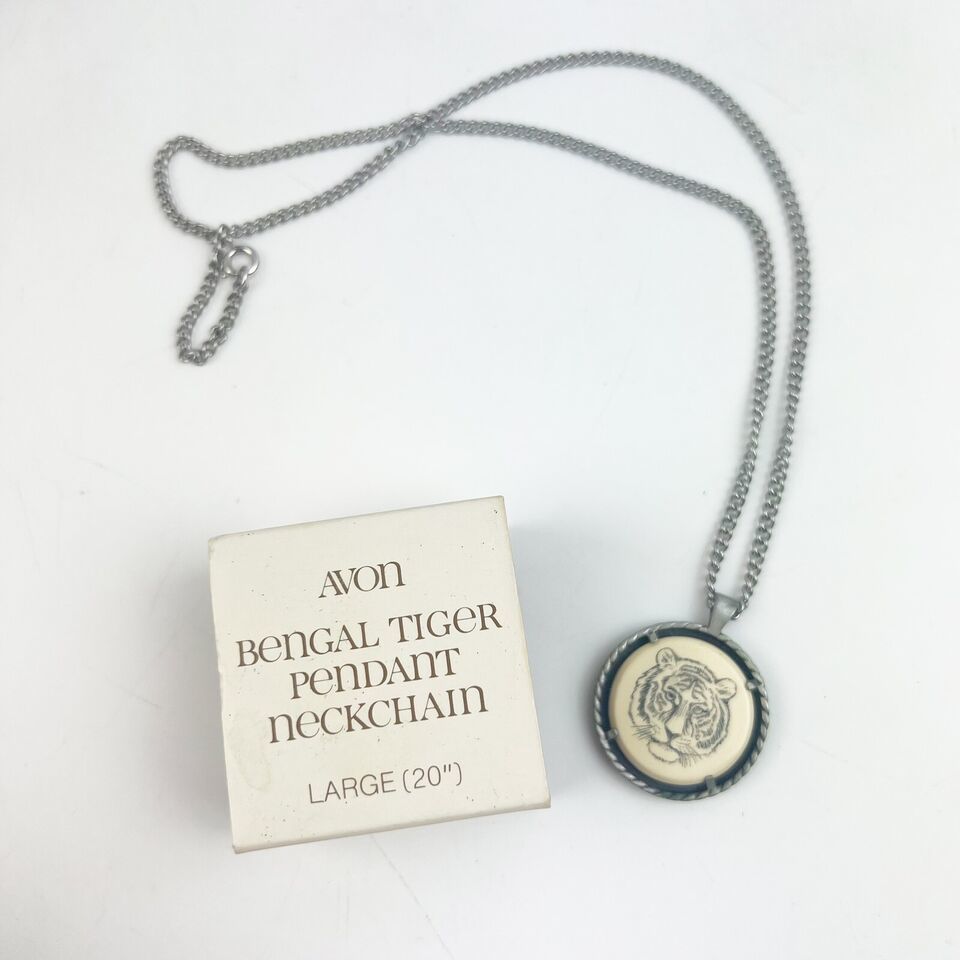 AVON
BENGAL TIGER
PENDANT
NECKCHAIN
LARGE (20")